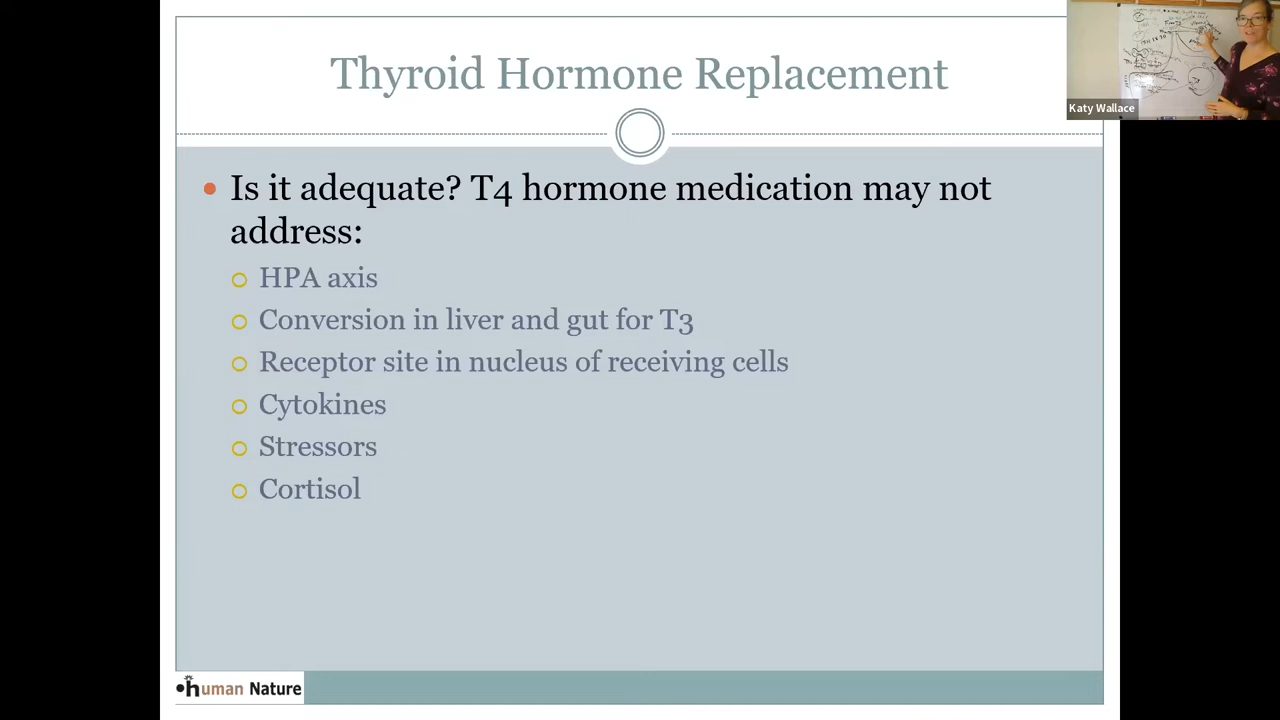 Thyroid Hormone Replacement
Katy Wallace
Is it adequate? T4 hormone medication may not
address:
HPA axis
Conversion in liver and gut for T3
Receptor site in nucleus of receiving cells
Cytokines
Stressors
Cortisol
human Nature